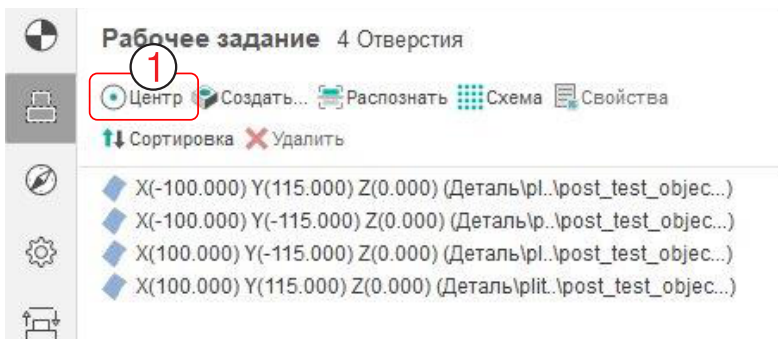 Рабочее задание 4 Отверстия
1
Центр Создать... Распознать Схема Свойства
Сортировка Удалить
X(-100.000) Y(115.000) Z(0.000) (Деталь\pl..\post_test_objec...)
X(-100.000) Y(-115.000) Z(0.000) (Деталь\p..\post_test_objec...)
X(100.000) Y(-115.000) Z(0.000) (Деталь\pl..\post_test_objec...)
X(100.000) Y(115.000) Z(0.000) (Деталь\plit..\post_test_objec...)